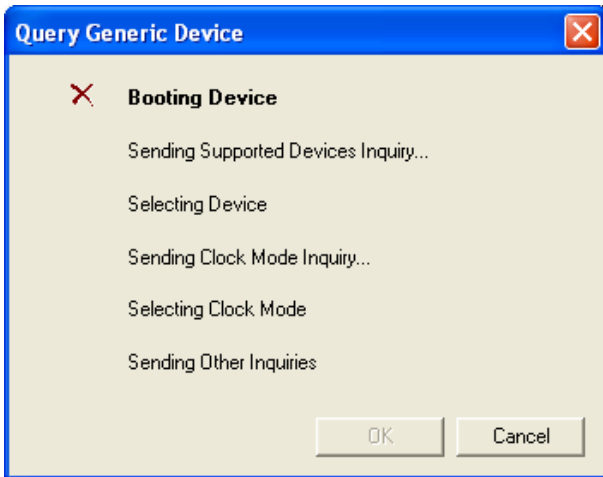 Query Generic Device
Booting Device
Sending Supported Devices Inquiry...
Selecting Device
Sending Clock Mode Inquiry...
Selecting Clock Mode
Sending Other Inquiries
OK Cancel